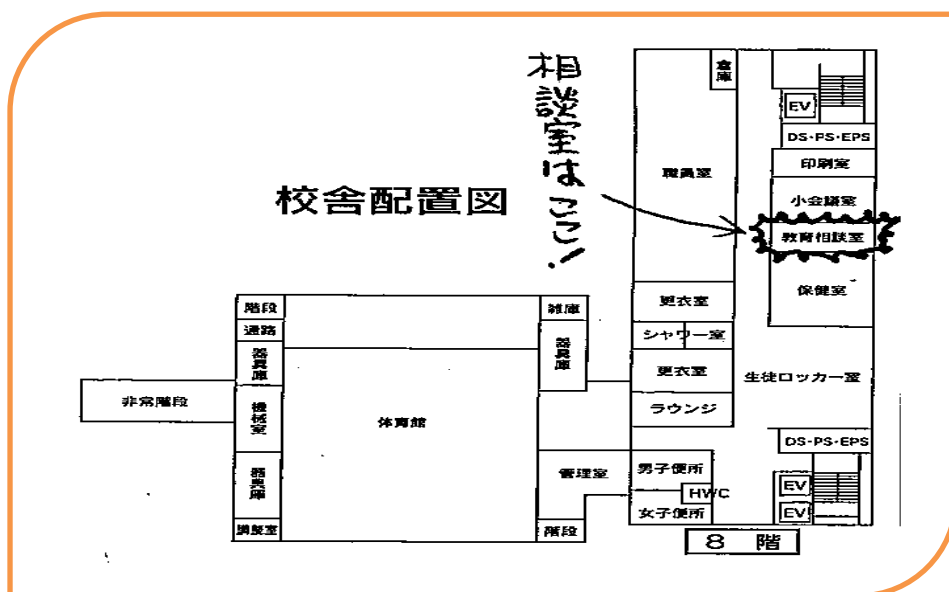 相談室はここ!
校舎配置図
倉庫
EV
DS・PS・EPS
職員室
印刷室
小会議室
教育相談室
保健室
更衣室
シャワー室
更衣室
生徒ロッカー室
ラウンジ
階段
通路
器具庫
非常階段
機械室
器具庫
体育館
雑庫
器具庫
管理室
男子便所
HWC
女子便所
階段
DS・PS・EPS
EV
EV
8 階